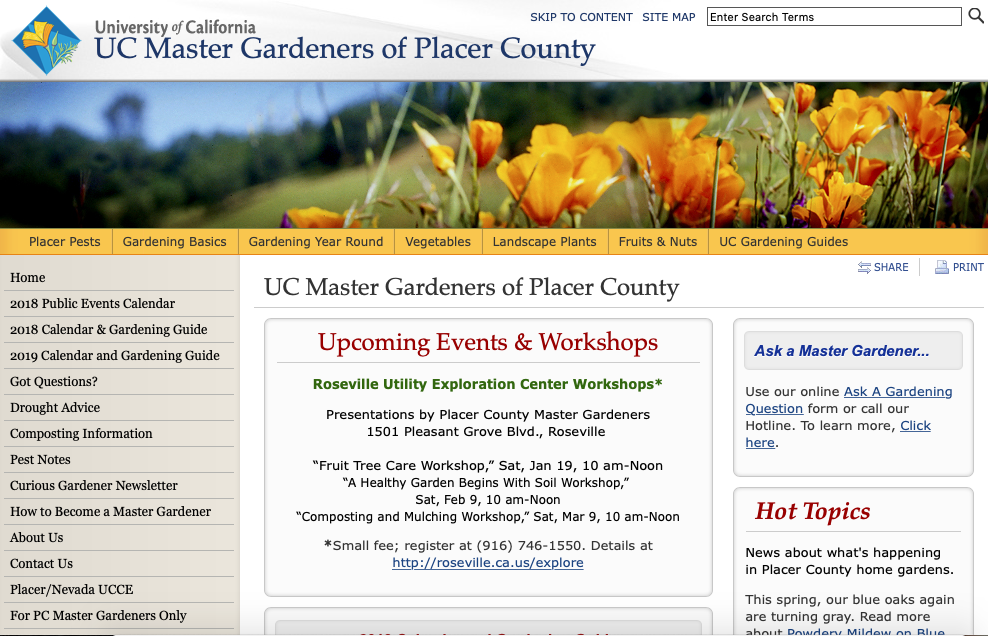 University of California
UC Master Gardeners of Placer County
SKIP TO CONTENT SITE MAP
Enter Search Terms
Placer Pests
Gardening Basics
Gardening Year Round
Vegetables
Landscape Plants
Fruits & Nuts
UC Gardening Guides
Home
2018 Public Events Calendar
2018 Calendar & Gardening Guide
2019 Calendar and Gardening Guide
Got Questions?
Drought Advice
Composting Information
Pest Notes
Curious Gardener Newsletter
How to Become a Master Gardener
About Us
Contact Us
Placer/Nevada UCCE
For PC Master Gardeners Only
SHARE
PRINT
UC Master Gardeners of Placer County
Upcoming Events & Workshops
Roseville Utility Exploration Center Workshops*
Presentations by Placer County Master Gardeners
1501 Pleasant Grove Blvd., Roseville
“Fruit Tree Care Workshop,” Sat, Jan 19, 10 am-Noon
“A Healthy Garden Begins With Soil Workshop,”
Sat, Feb 9, 10 am-Noon
“Composting and Mulching Workshop,” Sat, Mar 9, 10 am-Noon
*Small fee; register at (916) 746-1550. Details at
http://roseville.ca.us/explore
Ask a Master Gardener...
Use our online Ask A Gardening
Question form or call our
Hotline. To learn more, Click
here.
Hot Topics
News about what's happening
in Placer County home gardens.
This spring, our blue oaks again
are turning gray. Read more
about Powdery Mildew on Blue